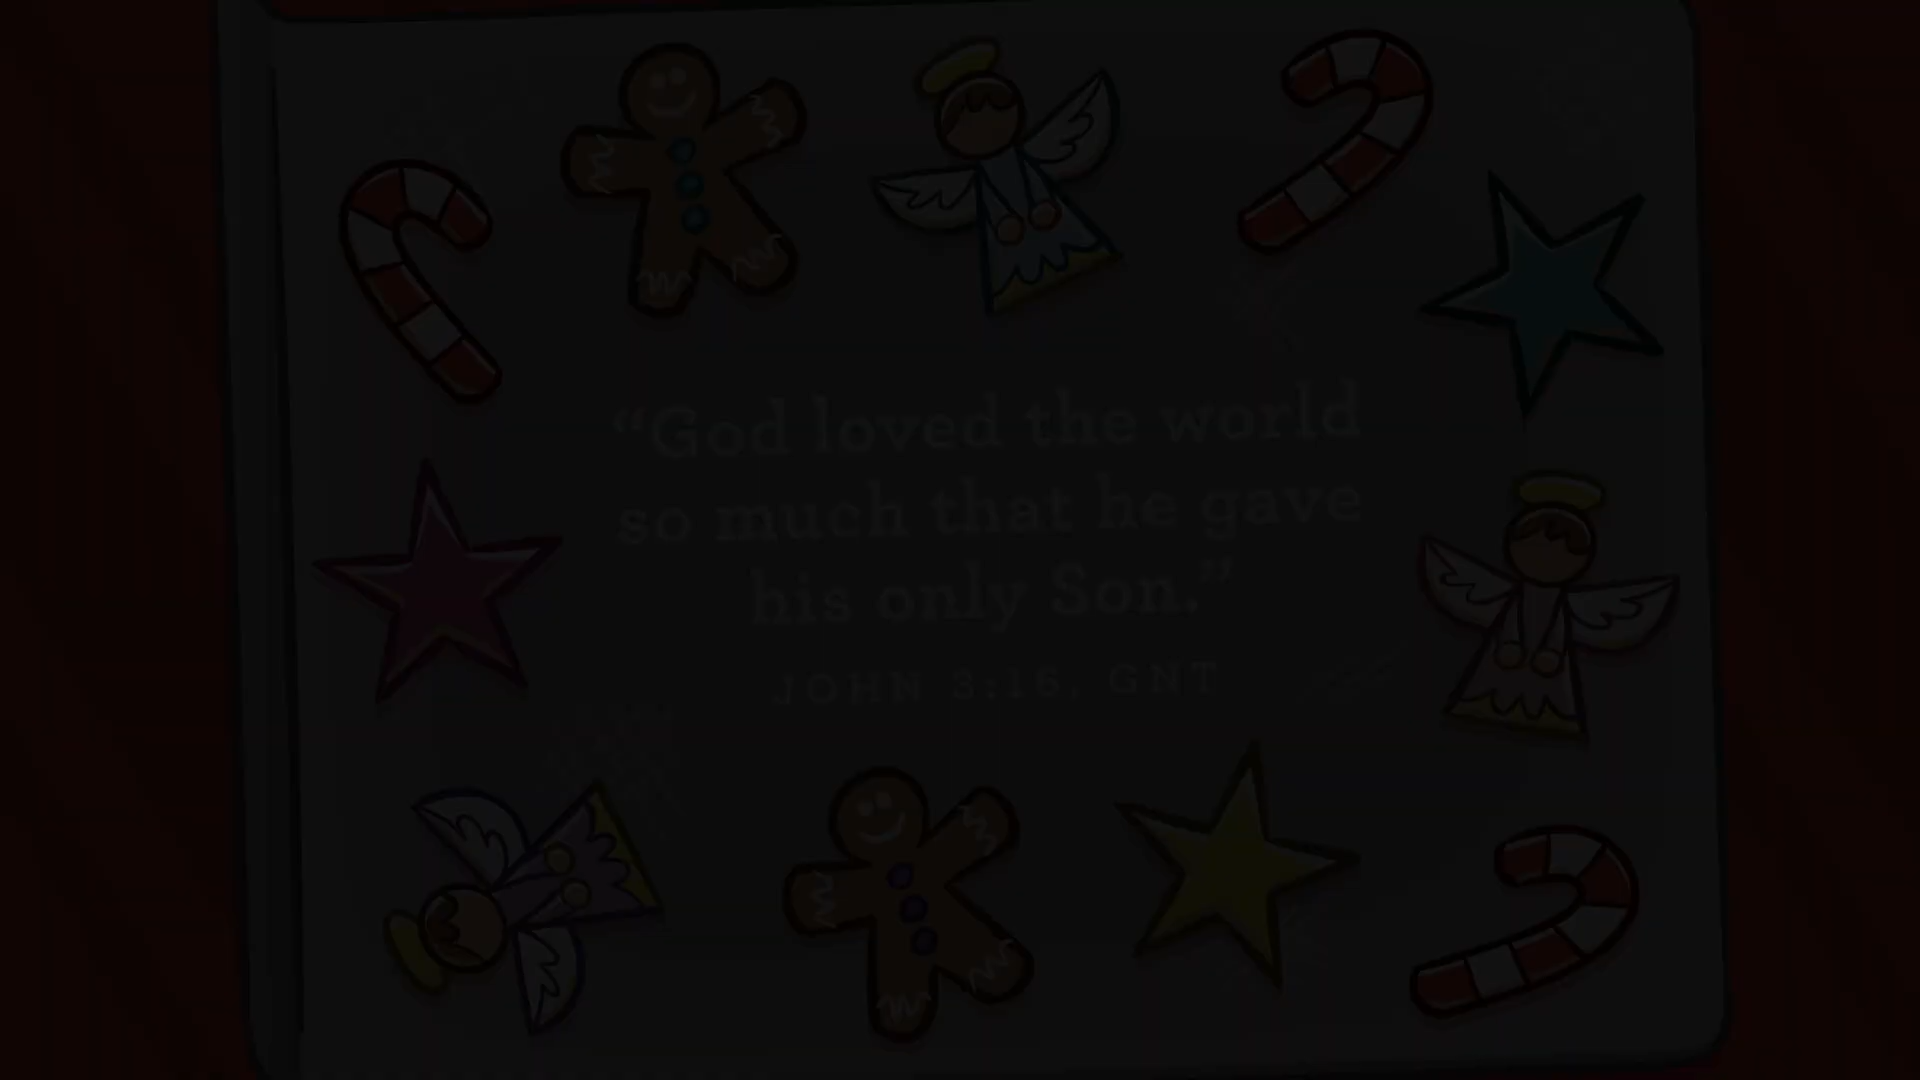 “God loved the world
so much that he gave
his only Son.”
JOHN 3:16, GNT